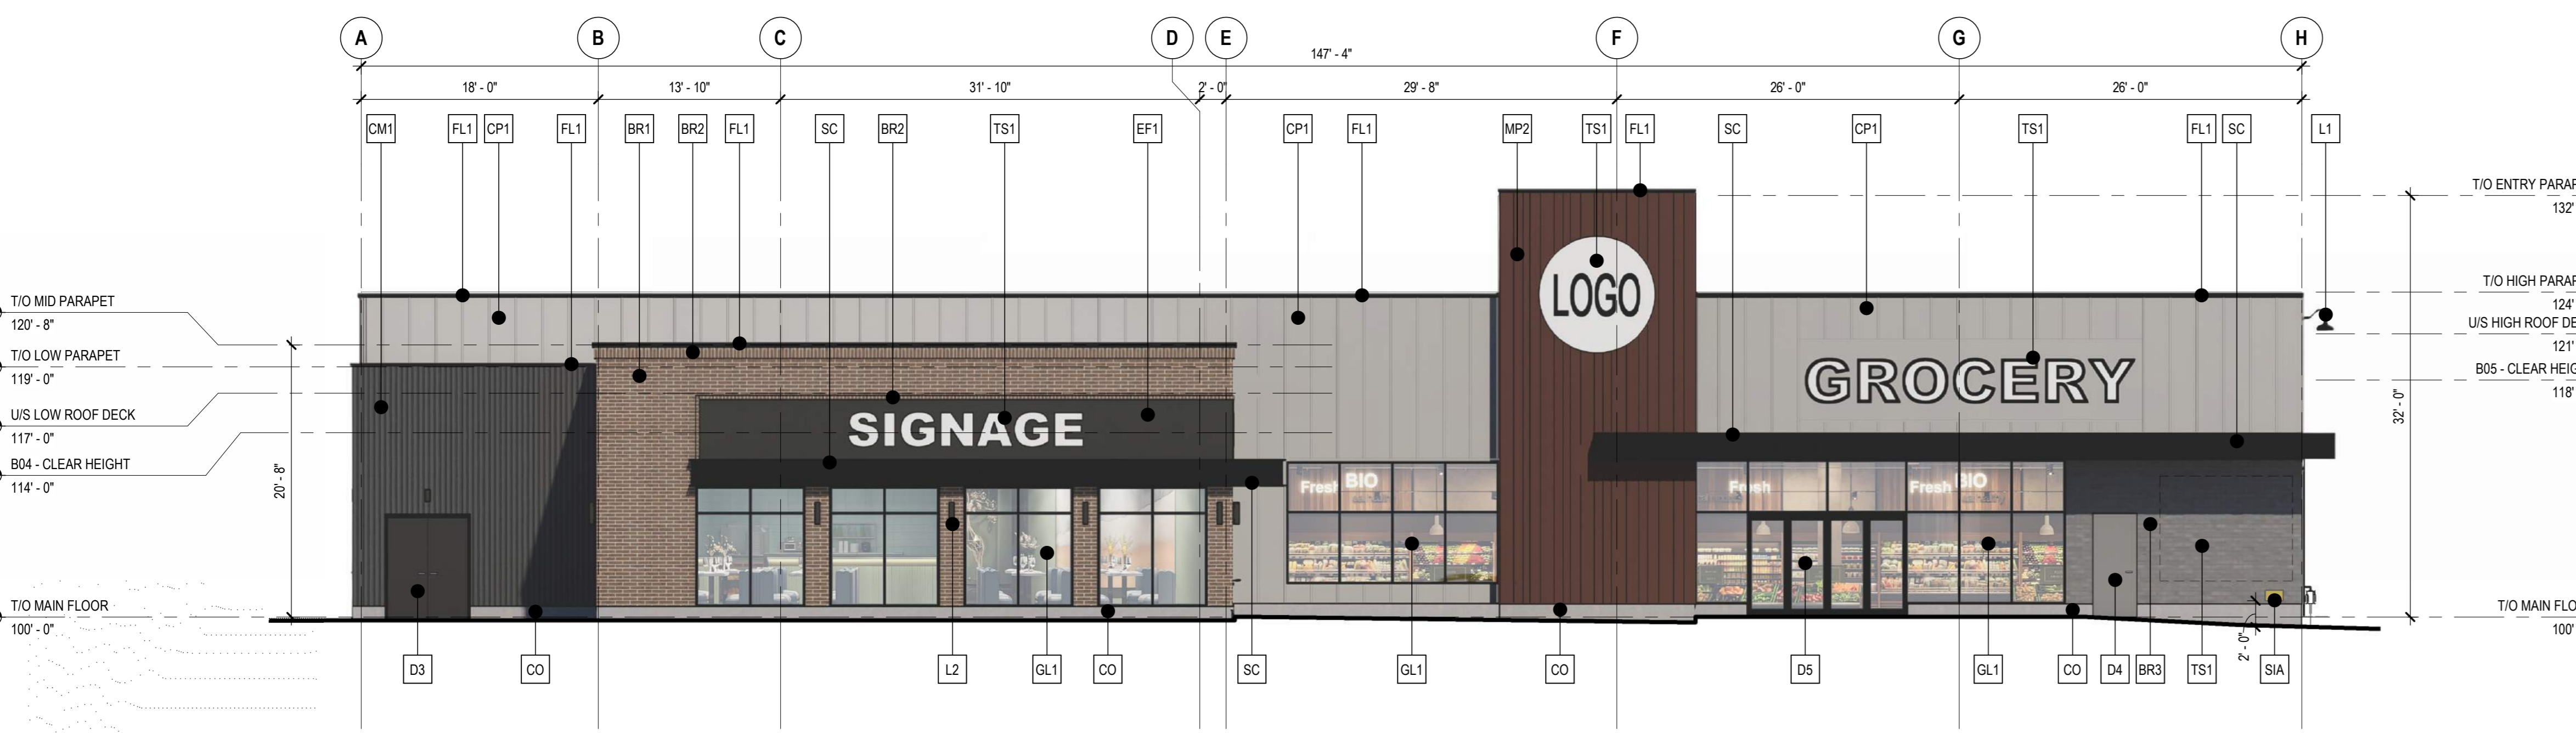 A B C D E F G H
147' - 4"
18' - 0" 13' - 10" 31' - 10" 2' - 0" 29' - 8" 26' - 0" 26' - 0"
CM1 FL1 CP1 FL1 BR1 BR2 FL1 SC BR2 TS1 EF1 CP1 FL1 MP2 TS1 FL1 SC CP1 TS1 FL1 SC L1
T/O MID PARAPET
120' - 8"
T/O LOW PARAPET
119' - 0"
U/S LOW ROOF DECK
117' - 0"
B04 - CLEAR HEIGHT
114' - 0"
20' - 8"
T/O MAIN FLOOR
100' - 0"
SIGNAGE
LOGO
GROCERY
Fresh BIO
Fresh
Fresh BIO
T/O ENTRY PARAP
132'
T/O HIGH PARAP
124'
U/S HIGH ROOF DE
121'
B05 - CLEAR HEIG
118'
32' - 0"
T/O MAIN FLO
100'
2' - 0"
D3 CO L2 GL1 CO SC GL1 CO D5 GL1 CO D4 BR3 TS1 SIA